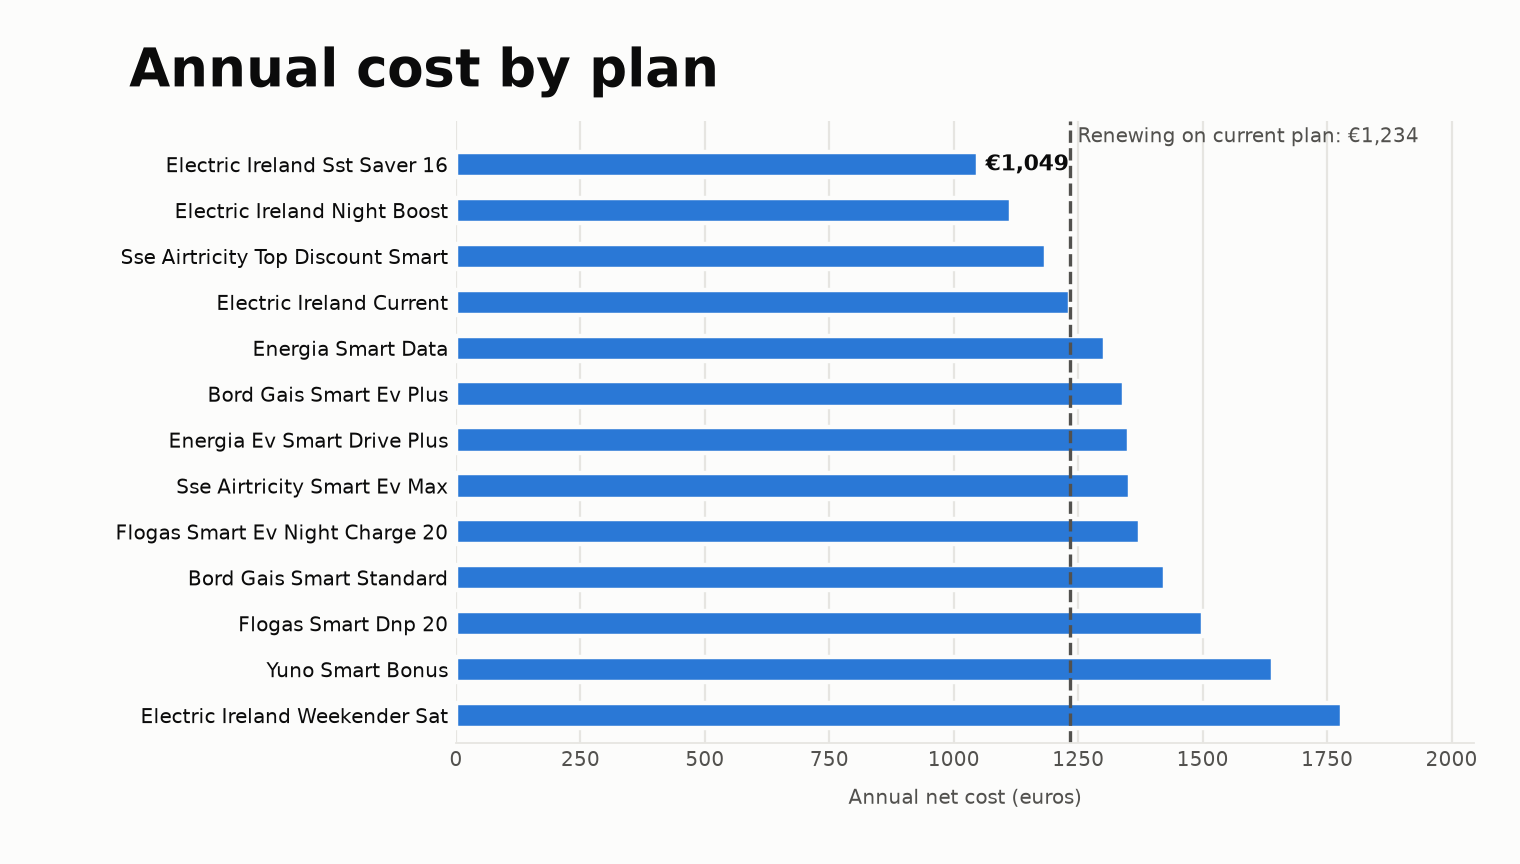 Annual cost by plan
Renewing on current plan: €1,234
Electric Ireland Sst Saver 16
€1,049
Electric Ireland Night Boost
Sse Airtricity Top Discount Smart
Electric Ireland Current
Energia Smart Data
Bord Gais Smart Ev Plus
Energia Ev Smart Drive Plus
Sse Airtricity Smart Ev Max
Flogas Smart Ev Night Charge 20
Bord Gais Smart Standard
Flogas Smart Dnp 20
Yuno Smart Bonus
Electric Ireland Weekender Sat
0 250 500 750 1000 1250 1500 1750 2000
Annual net cost (euros)